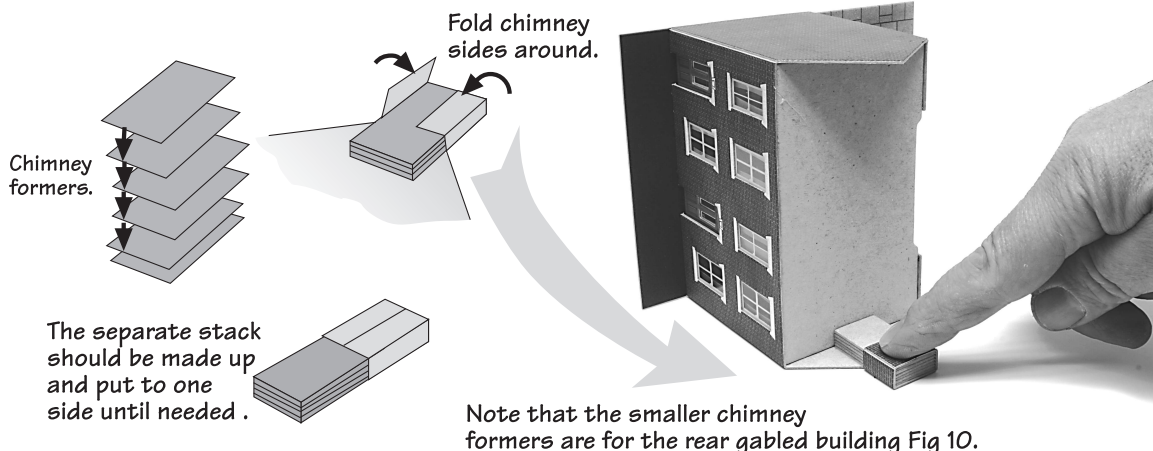 Fold chimney
sides around.
Chimney
formers.
The separate stack
should be made up
and put to one
side until needed .
Note that the smaller chimney
formers are for the rear gabled building Fig 10.